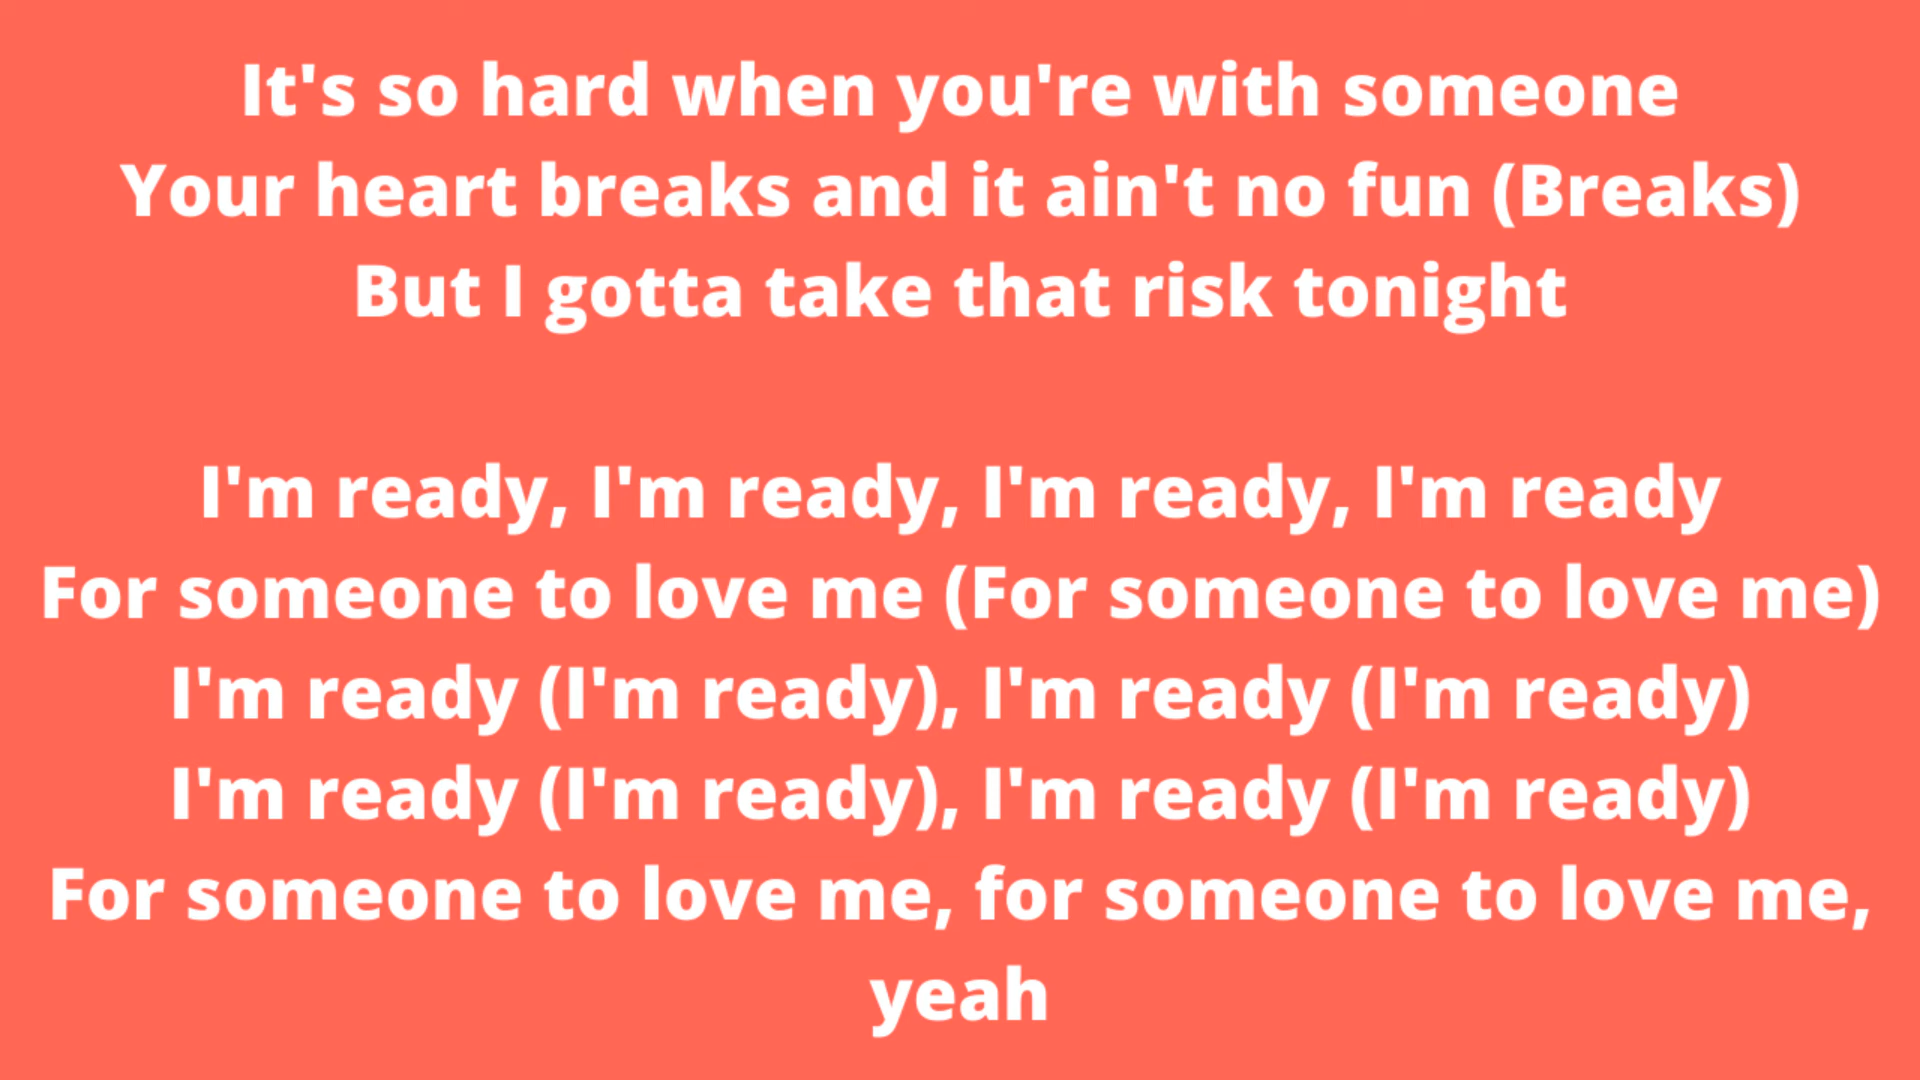 It's so hard when you're with someone
Your heart breaks and it ain't no fun (Breaks)
But I gotta take that risk tonight
I'm ready, I'm ready, I'm ready, I'm ready
For someone to love me (For someone to love me)
I'm ready (I'm ready), I'm ready (I'm ready)
I'm ready (I'm ready), I'm ready (I'm ready)
For someone to love me, for someone to love me,
yeah